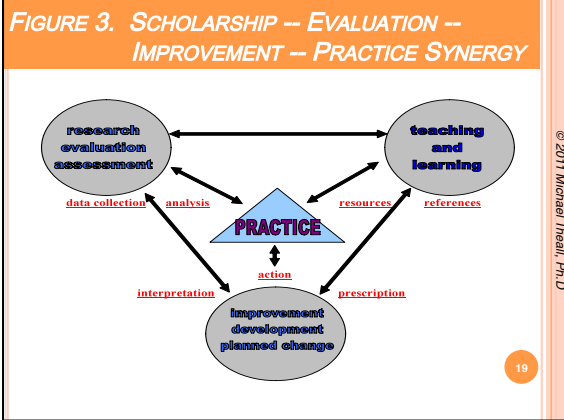 FIGURE 3. SCHOLARSHIP -- EVALUATION --
IMPROVEMENT -- PRACTICE SYNERGY
research
evaluation
assessment
teaching
and
learning
data collection analysis
resources references
PRACTICE
action
interpretation
prescription
improvement
development
planned change
19
© 2011 Michael Theall, Ph.D